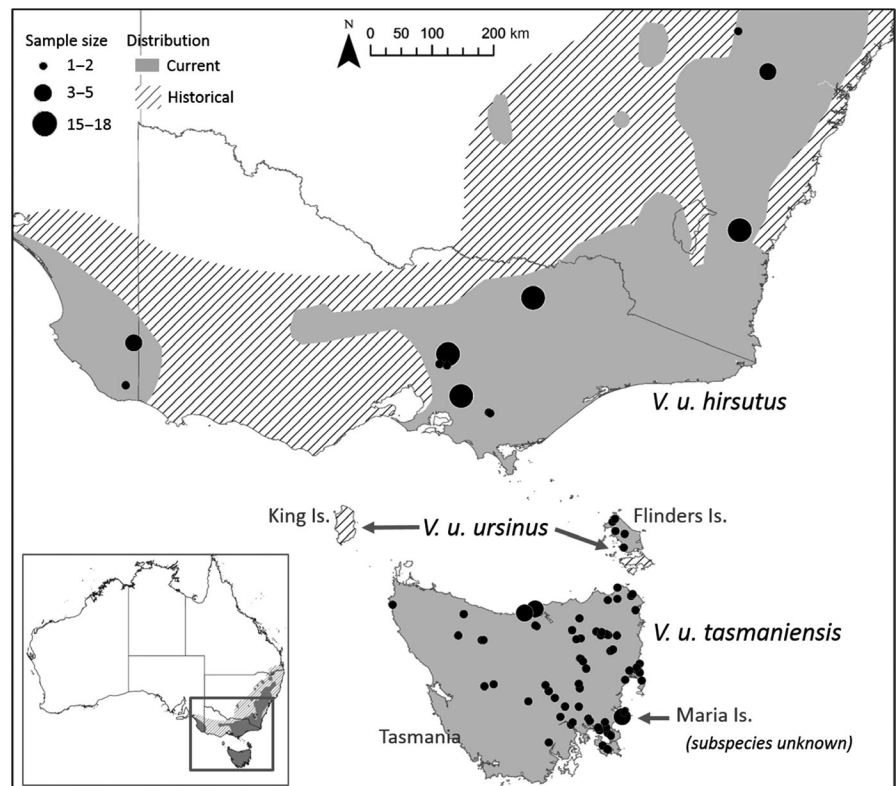 Sample size
1–2
3–5
15–18
Distribution
Current
Historical
N
0 50 100 200 km
V. u. hirsutus
King Is.
V. u. ursinus
Flinders Is.
V. u. tasmaniensis
Tasmania
Maria Is.
(subspecies unknown)